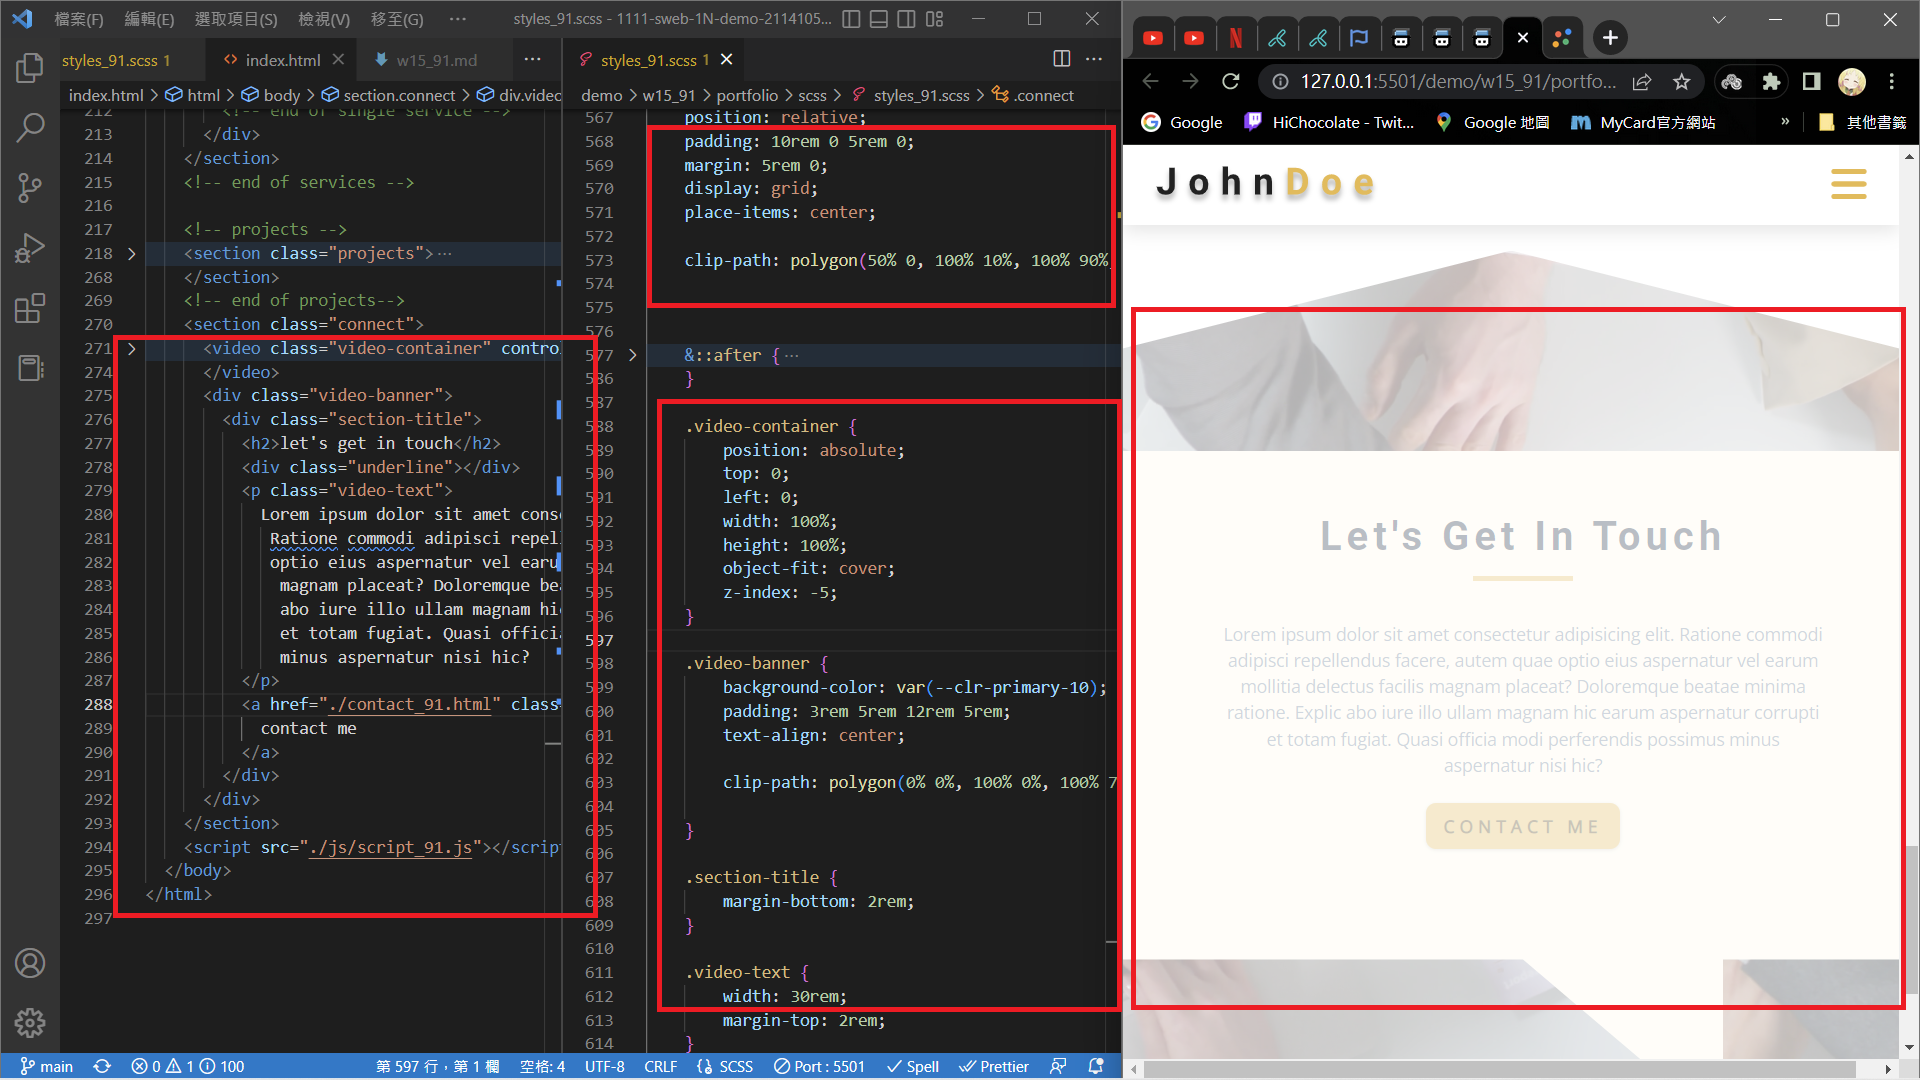 檔案(F) 編輯(E) 選取項目(S) 檢視(V) 移至(G) ···
styles_91.scss - 1111-sweb-1N-demo-2114105...
styles_91.scss 1
index.html
w15_91.md
···
index.html > html > body > section.connect > div.video
212 <!-- end of single service -->
213 </div>
214 </section>
215 <!-- end of services -->
216
217 <!-- projects -->
218 <section class="projects">···
268 </section>
269 <!-- end of projects-->
270 <section class="connect">
271 <video class="video-container" contro
274 </video>
275 <div class="video-banner">
276 <div class="section-title">
277 <h2>let's get in touch</h2>
278 <div class="underline"></div>
279 <p class="video-text">
280 Lorem ipsum dolor sit amet cons
281 Ratione commodi adipisci repel
282 optio eius aspernatur vel earu
283 magnam placeat? Doloremque bea
284 abo iure illo ullam magnam hi
285 et totam fugiat. Quasi offici
286 minus aspernatur nisi hic?
287 </p>
288 <a href="./contact_91.html" class
289 contact me
290 </a>
291 </div>
292 </div>
293 </section>
294 <script src="./js/script_91.js"></script
295 </body>
296 </html>
297
styles_91.scss 1
···
demo > w15_91 > portfolio > scss > styles_91.scss > .connect
567 position: relative;
568 padding: 10rem 0 5rem 0;
569 margin: 5rem 0;
570 display: grid;
571 place-items: center;
572
573 clip-path: polygon(50% 0, 100% 10%, 100% 90%,
574
575
576
577 &::after {···
586 }
587
588 .video-container {
589 position: absolute;
590 top: 0;
591 left: 0;
592 width: 100%;
593 height: 100%;
594 object-fit: cover;
595 z-index: -5;
596 }
597
598 .video-banner {
599 background-color: var(--clr-primary-10);
600 padding: 3rem 5rem 12rem 5rem;
601 text-align: center;
602
603 clip-path: polygon(0% 0%, 100% 0%, 100% 7
604
605 }
606
607 .section-title {
608 margin-bottom: 2rem;
609 }
610
611 .video-text {
612 width: 30rem;
613 margin-top: 2rem;
614 }
main 0 1 100 第 597 行，第 1 欄 空格: 4 UTF-8 CRLF {} SCSS Port : 5501 Spell Prettier
127.0.0.1:5501/demo/w15_91/portfo...
Google
HiChocolate - Twit...
Google 地圖
MyCard官方網站
»
其他書籤
JohnDoe
Let's Get In Touch
Lorem ipsum dolor sit amet consectetur adipisicing elit. Ratione commodi
adipisci repellendus facere, autem quae optio eius aspernatur vel earum
mollitia delectus facilis magnam placeat? Doloremque beatae minima
ratione. Explic abo iure illo ullam magnam hic earum aspernatur corrupti
et totam fugiat. Quasi officia modi perferendis possimus minus
aspernatur nisi hic?
CONTACT ME